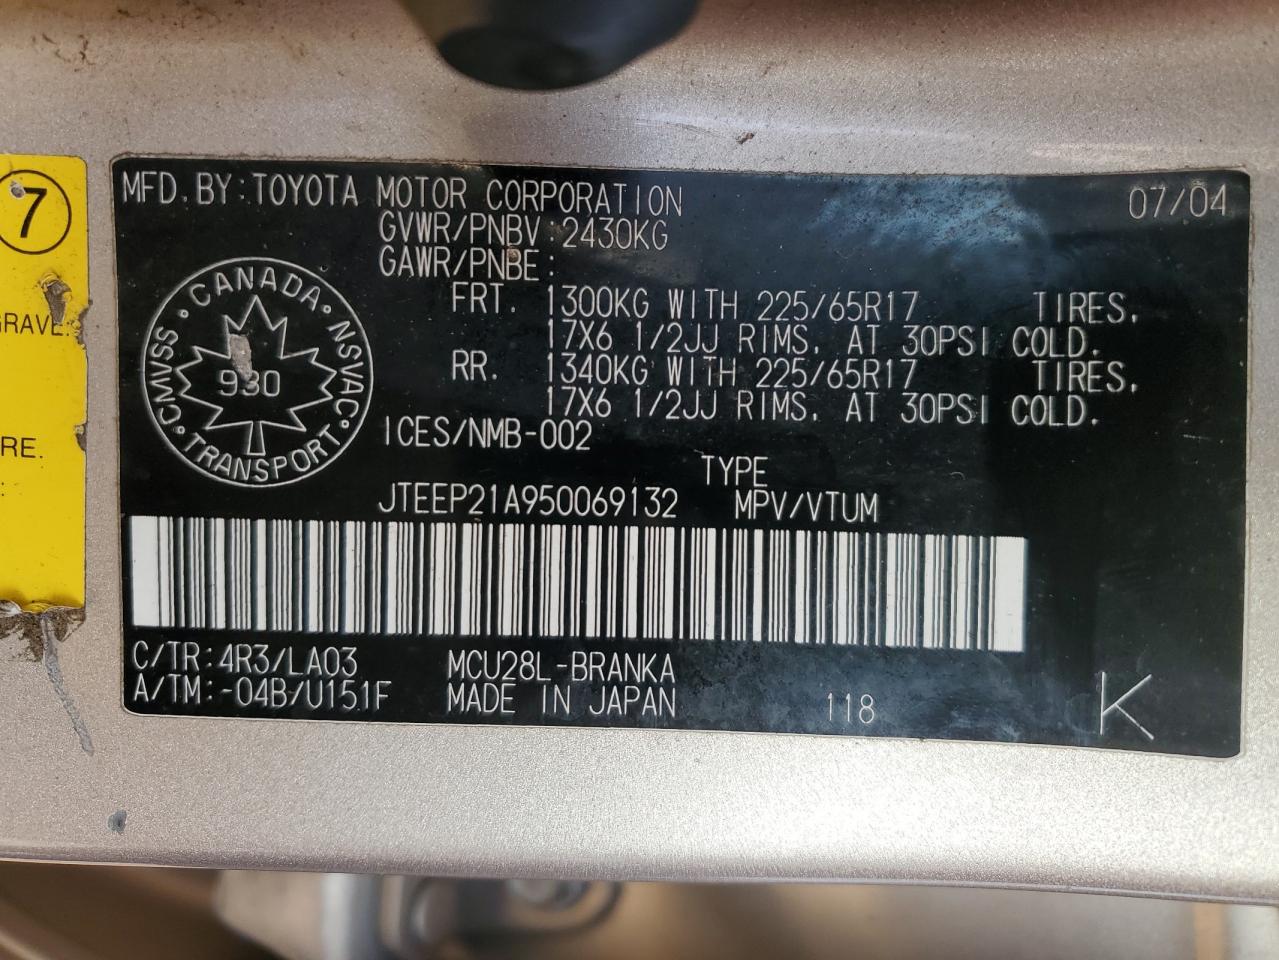 7
GRAVE.
RE.
:
MFD.BY:TOYOTA MOTOR CORPORATION 07/04
GVWR/PNBV:2430KG
GAWR/PNBE:
FRT. 1300KG WITH 225/65R17 TIRES,
17X6 1/2JJ RIMS, AT 30PSI COLD.
RR. 1340KG WITH 225/65R17 TIRES,
17X6 1/2JJ RIMS, AT 30PSI COLD.
CANADA · NSVAC · TRANSPORT · CMVSS ·
930
ICES/NMB-002
TYPE
JTEEP21A950069132 MPV/VTUM
C/TR:4R3/LA03 MCU28L-BRANKA
A/TM:-04B/U151F MADE IN JAPAN 118 K